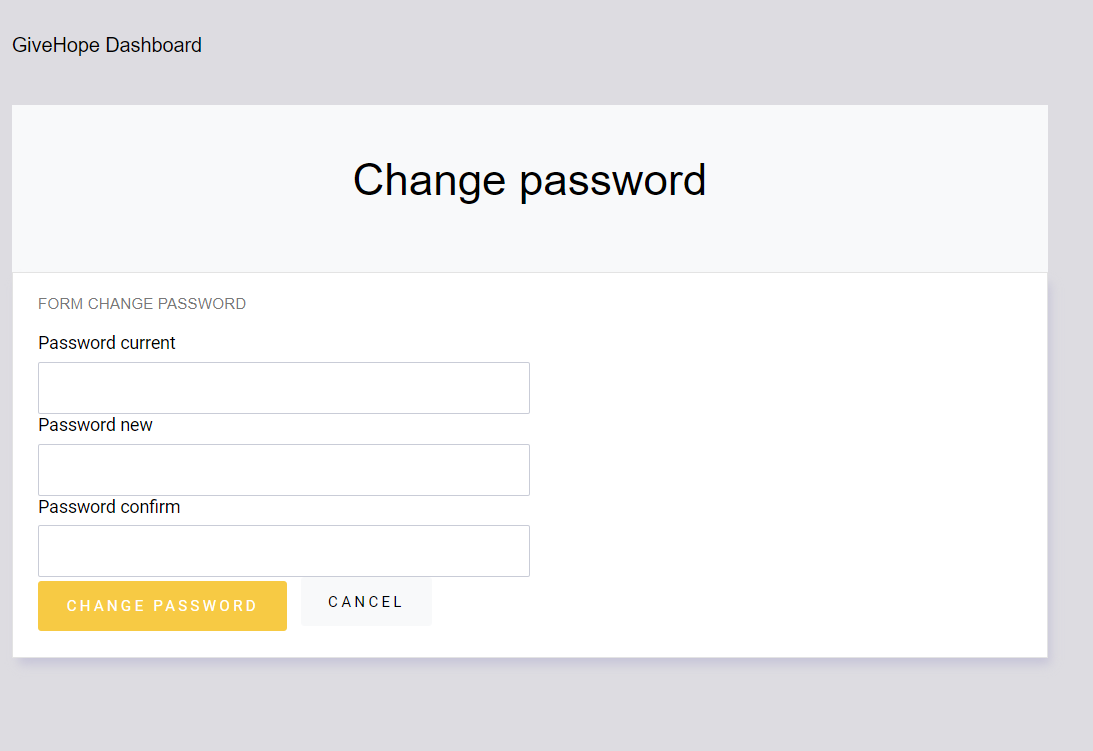 GiveHope Dashboard
Change password
FORM CHANGE PASSWORD
Password current
Password new
Password confirm
CHANGE PASSWORD CANCEL